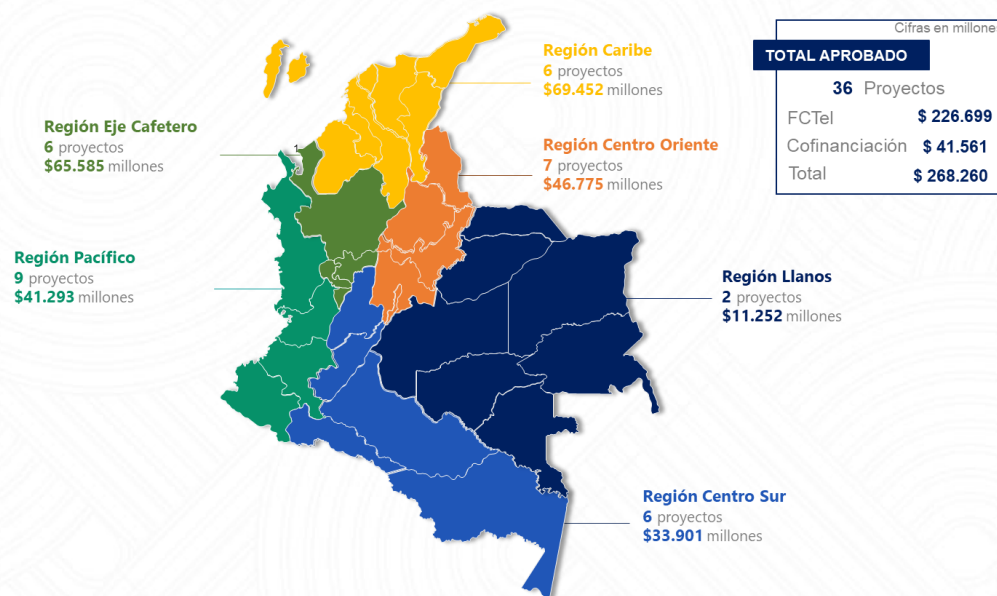 Cifras en millones
TOTAL APROBADO
36 Proyectos
FCTel $ 226.699
Cofinanciación $ 41.561
Total $ 268.260
Región Caribe
6 proyectos
$69.452 millones
Región Eje Cafetero
6 proyectos
$65.585 millones
1
Región Centro Oriente
7 proyectos
$46.775 millones
Región Pacífico
9 proyectos
$41.293 millones
Región Llanos
2 proyectos
$11.252 millones
Región Centro Sur
6 proyectos
$33.901 millones